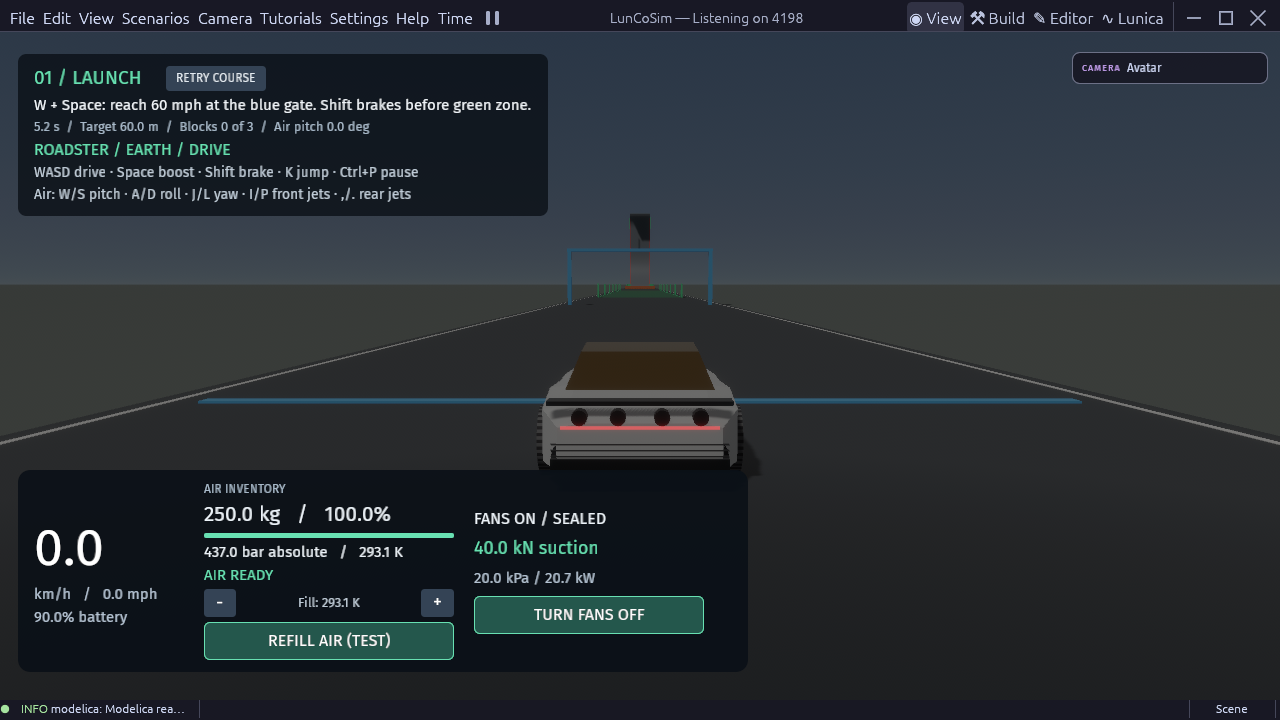 File Edit View Scenarios Camera Tutorials Settings Help Time LunCoSim — Listening on 4198 View Build Editor Lunica
01 / LAUNCH RETRY COURSE
W + Space: reach 60 mph at the blue gate. Shift brakes before green zone.
5.2 s / Target 60.0 m / Blocks 0 of 3 / Air pitch 0.0 deg
ROADSTER / EARTH / DRIVE
WASD drive · Space boost · Shift brake · K jump · Ctrl+P pause
Air: W/S pitch · A/D roll · J/L yaw · I/P front jets · ,/. rear jets
CAMERA Avatar
0.0
km/h / 0.0 mph
90.0% battery
AIR INVENTORY
250.0 kg / 100.0%
437.0 bar absolute / 293.1 K
AIR READY
- Fill: 293.1 K +
REFILL AIR (TEST)
FANS ON / SEALED
40.0 kN suction
20.0 kPa / 20.7 kW
TURN FANS OFF
INFO modelica: Modelica rea... Scene